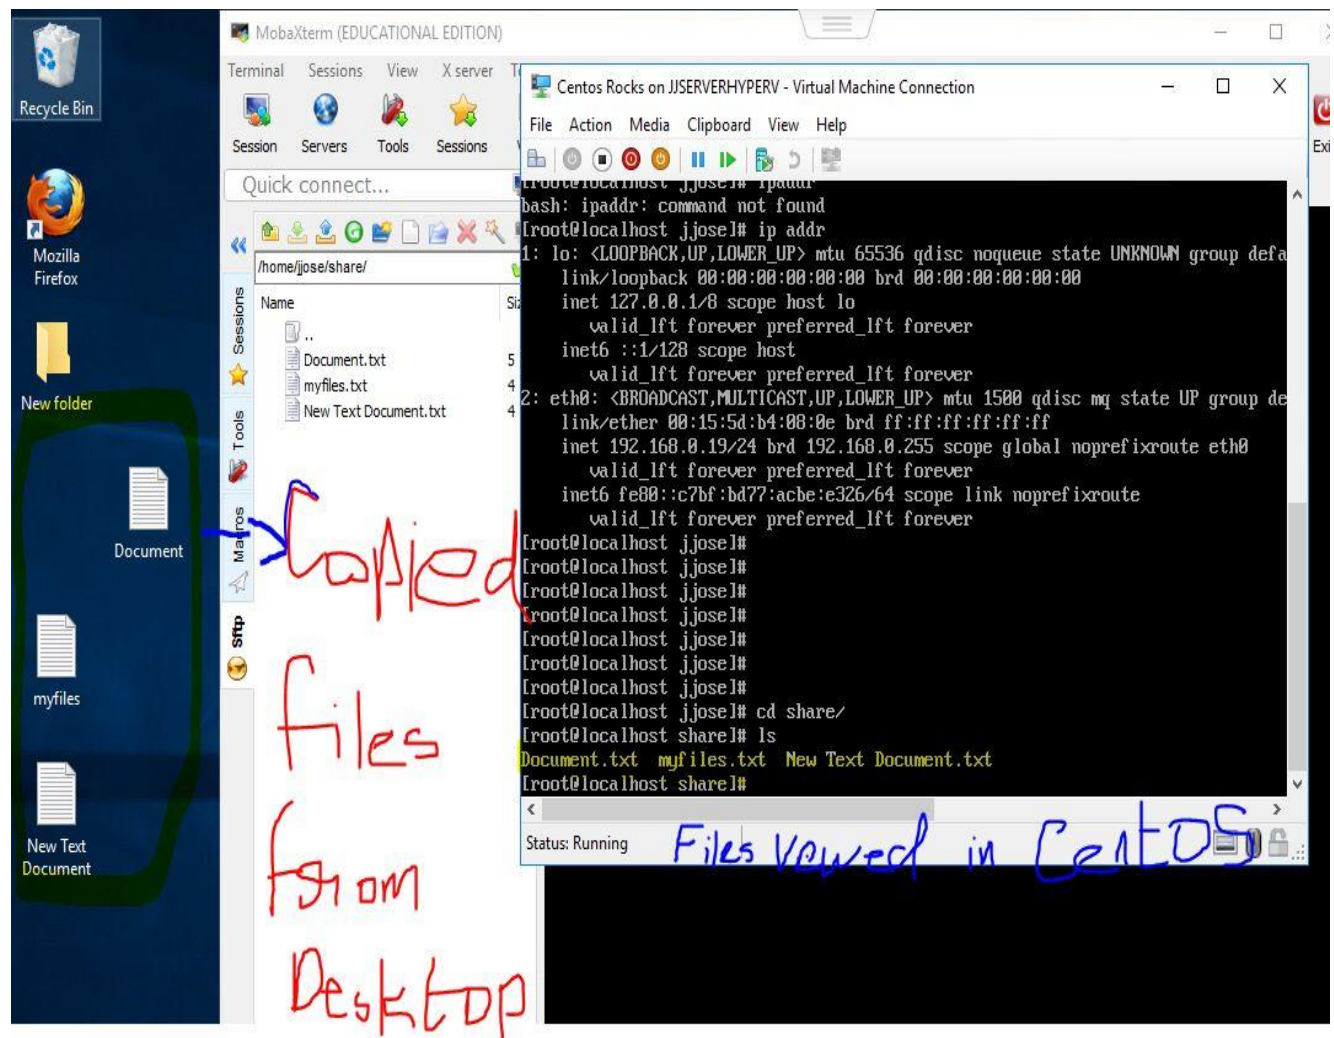 Recycle Bin
Mozilla
Firefox
New folder
Document
myfiles
New Text
Document
MobaXterm (EDUCATIONAL EDITION)
Terminal Sessions View X server
Session Servers Tools Sessions
Exi
Quick connect...
/home/jjose/share/
Name
..
Document.txt 5
myfiles.txt 4
New Text Document.txt 4
Sessions
Tools
Macros
Sftp
Copied
files
from
Desktop
Centos Rocks on JJSERVERHYPERV - Virtual Machine Connection
File Action Media Clipboard View Help
[root@localhost jjose]# ipaddr
bash: ipaddr: command not found
[root@localhost jjose]# ip addr
1: lo: <LOOPBACK,UP,LOWER_UP> mtu 65536 qdisc noqueue state UNKNOWN group defa
link/loopback 00:00:00:00:00:00 brd 00:00:00:00:00:00
inet 127.0.0.1/8 scope host lo
valid_lft forever preferred_lft forever
inet6 ::1/128 scope host
valid_lft forever preferred_lft forever
2: eth0: <BROADCAST,MULTICAST,UP,LOWER_UP> mtu 1500 qdisc mq state UP group de
link/ether 00:15:5d:b4:08:0e brd ff:ff:ff:ff:ff:ff
inet 192.168.0.19/24 brd 192.168.0.255 scope global noprefixroute eth0
valid_lft forever preferred_lft forever
inet6 fe80::c7bf:bd77:acbe:e326/64 scope link noprefixroute
valid_lft forever preferred_lft forever
[root@localhost jjose]#
[root@localhost jjose]#
[root@localhost jjose]#
[root@localhost jjose]#
[root@localhost jjose]#
[root@localhost jjose]#
[root@localhost jjose]#
[root@localhost jjose]# cd share/
[root@localhost share]# ls
Document.txt myfiles.txt New Text Document.txt
[root@localhost share]#
Status: Running
Files vewed in CentOS